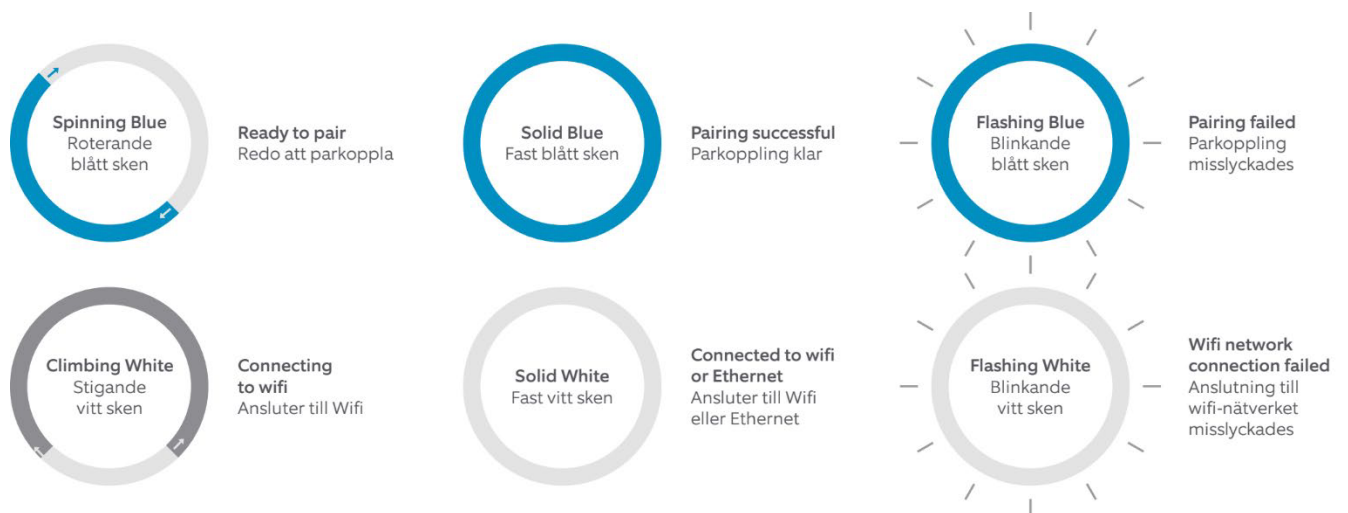 Spinning Blue
Roterande
blått sken
Ready to pair
Redo att parkoppla
Solid Blue
Fast blått sken
Pairing successful
Parkoppling klar
Flashing Blue
Blinkande
blått sken
Pairing failed
Parkoppling
misslyckades
Climbing White
Stigande
vitt sken
Connecting
to wifi
Ansluter till Wifi
Solid White
Fast vitt sken
Connected to wifi
or Ethernet
Ansluter till Wifi
eller Ethernet
Flashing White
Blinkande
vitt sken
Wifi network
connection failed
Anslutning till
wifi-nätverket
misslyckades